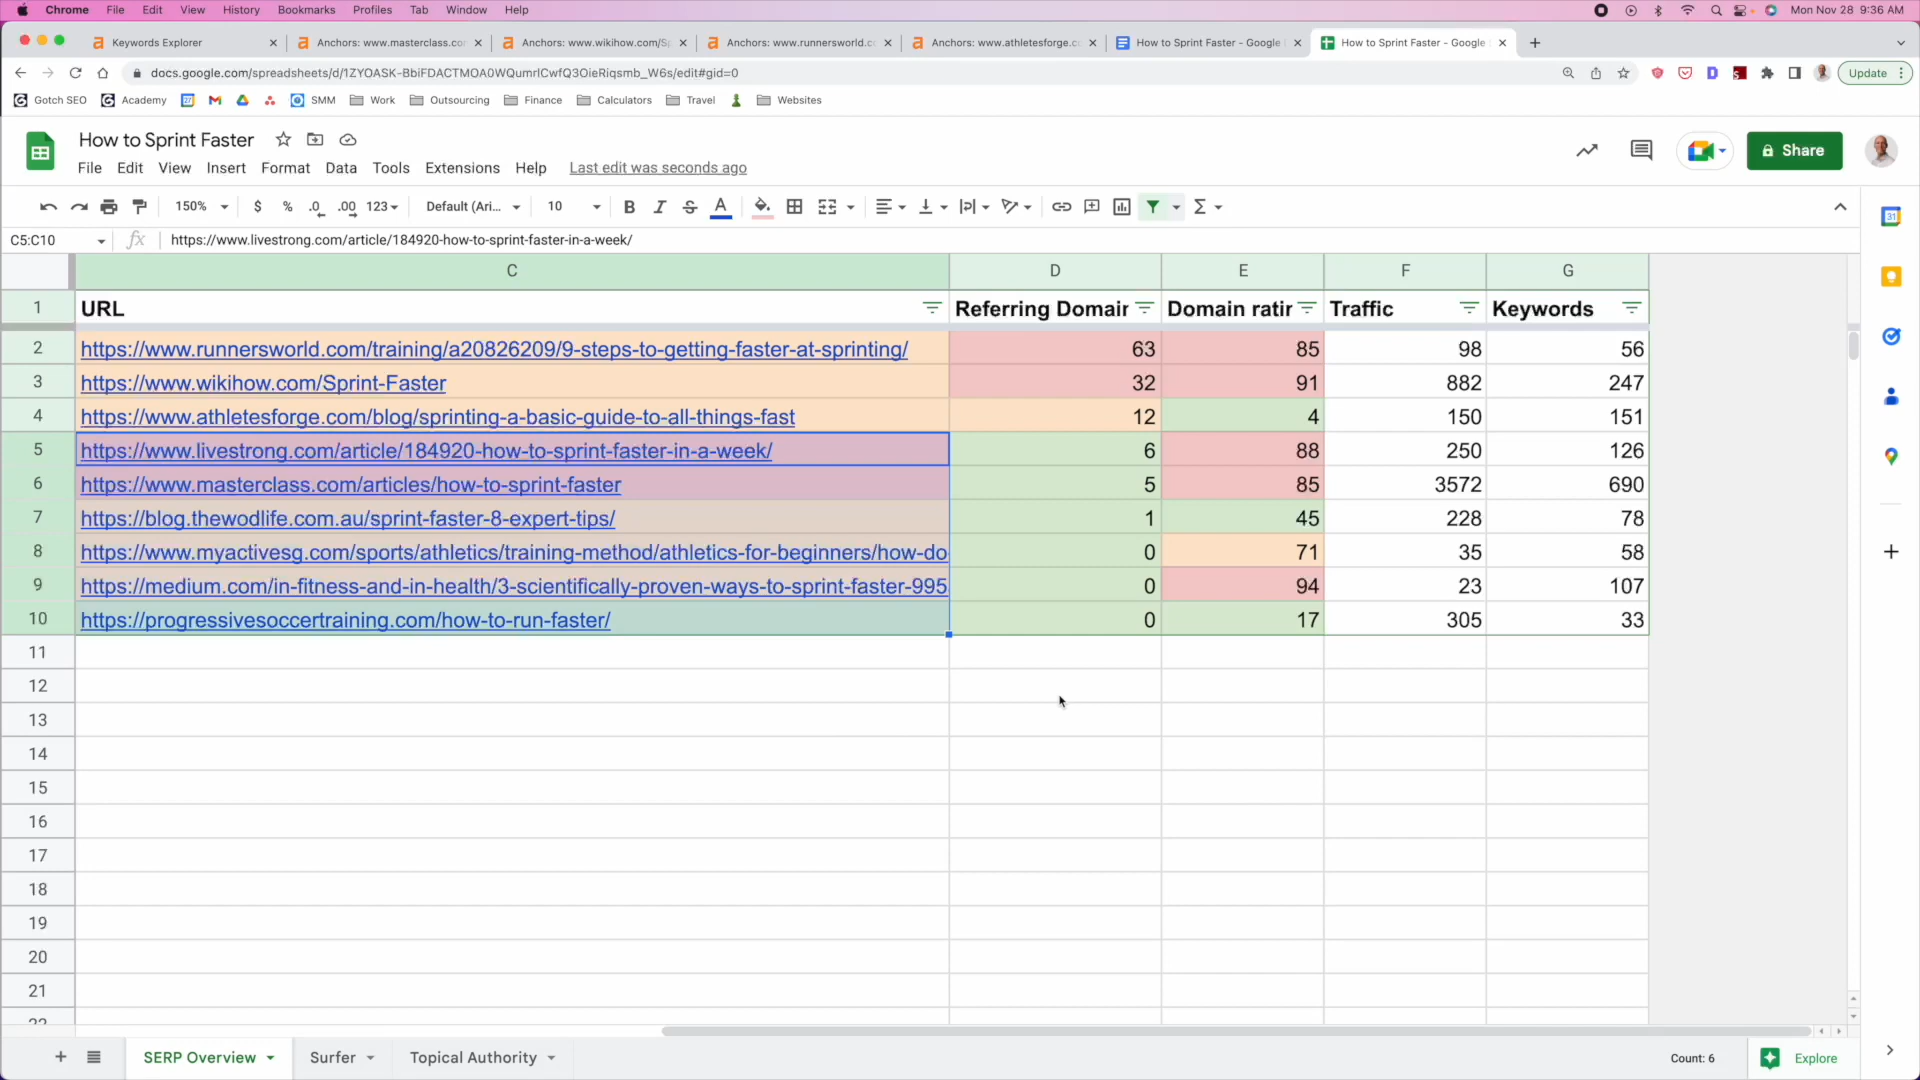 Chrome File Edit View History Bookmarks Profiles Tab Window Help Mon Nov 28 9:36 AM
Keywords Explorer Anchors: www.masterclass.co Anchors: www.wikihow.com/S Anchors: www.runnersworld.c Anchors: www.athletesforge.c How to Sprint Faster - Google How to Sprint Faster - Google
docs.google.com/spreadsheets/d/1ZYOASK-BbiFDACTMOA0WQumrlCwfQ3OieRiqsmb_W6s/edit#gid=0 Update
Gotch SEO Academy SMM Work Outsourcing Finance Calculators Travel Websites
How to Sprint Faster
Share
File Edit View Insert Format Data Tools Extensions Help Last edit was seconds ago
150% $ % .0 .00 123 Default (Ari... 10 B I S A
C5:C10 fx https://www.livestrong.com/article/184920-how-to-sprint-faster-in-a-week/
C D E F G
1 URL Referring Domair Domain ratir Traffic Keywords
2 https://www.runnersworld.com/training/a20826209/9-steps-to-getting-faster-at-sprinting/ 63 85 98 56
3 https://www.wikihow.com/Sprint-Faster 32 91 882 247
4 https://www.athletesforge.com/blog/sprinting-a-basic-guide-to-all-things-fast 12 4 150 151
5 https://www.livestrong.com/article/184920-how-to-sprint-faster-in-a-week/ 6 88 250 126
6 https://www.masterclass.com/articles/how-to-sprint-faster 5 85 3572 690
7 https://blog.thewodlife.com.au/sprint-faster-8-expert-tips/ 1 45 228 78
8 https://www.myactivesg.com/sports/athletics/training-method/athletics-for-beginners/how-do 0 71 35 58
9 https://medium.com/in-fitness-and-in-health/3-scientifically-proven-ways-to-sprint-faster-995 0 94 23 107
10 https://progressivesoccertraining.com/how-to-run-faster/ 0 17 305 33
11
12
13
14
15
16
17
18
19
20
21
22
SERP Overview Surfer Topical Authority Count: 6 Explore